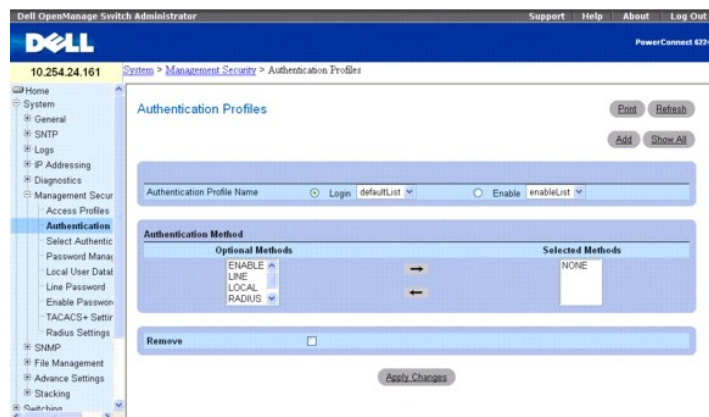 Dell OpenManage Switch Administrator
Support Help About Log Out
DELL
PowerConnect 6224
10.254.24.161
System > Management Security > Authentication Profiles
Home
System
General
SNTP
Logs
IP Addressing
Diagnostics
Management Secur
Access Profiles
Authentication
Select Authentic
Password Manag
Local User Datal
Line Password
Enable Password
TACACS+ Settir
Radius Settings
SNMP
File Management
Advance Settings
Stacking
Switching
Authentication Profiles
Print Refresh
Add Show All
Authentication Profile Name Login defaultList Enable enableList
Authentication Method
Optional Methods Selected Methods
ENABLE
LINE
LOCAL
RADIUS
NONE
Remove
Apply Changes